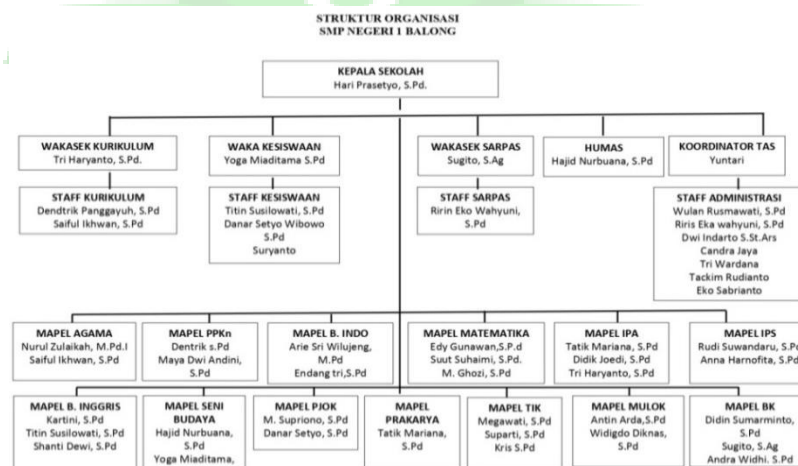 STRUKTUR ORGANISASI
SMP NEGERI 1 BALONG
KEPALA SEKOLAH
Hari Prasetyo, S.Pd.
WAKASEK KURIKULUM
Tri Haryanto, S.Pd.
WAKA KESISWAAN
Yoga Miaditama S.Pd
WAKASEK SARPAS
Sugito, S.Ag
HUMAS
Hajid Nurbuana, S.Pd
KOORDINATOR TAS
Yuntari
STAFF KURIKULUM
Dendtrik Panggayuh, S.Pd
Saiful Ikhwan, S.Pd
STAFF KESISWAAN
Titin Susilowati, S.Pd
Danar Setyo Wibowo
S.Pd
Suryanto
STAFF SARPAS
Ririn Eko Wahyuni,
S.Pd
STAFF ADMINISTRASI
Wulan Rusmawati, S.Pd
Riris Eka wahyuni, S.Pd
Dwi Indarto S.St.Ars
Candra Jaya
Tri Wardana
Tackim Rudianto
Eko Sabrianto
MAPEL AGAMA
Nurul Zulaikah, M.Pd.I
Saiful Ikhwan, S.Pd
MAPEL PPKn
Dentrik s.Pd
Maya Dwi Andini,
S.Pd
MAPEL B. INDO
Arie Sri Wilujeng,
M.Pd
Endang tri,S.Pd
MAPEL MATEMATIKA
Edy Gunawan,S.P.d
Suut Suhaimi, S.Pd.
M. Ghozi, S.Pd
MAPEL IPA
Tatik Mariana, S.Pd
Didik Joedi, S.Pd
Tri Haryanto, S.Pd
MAPEL IPS
Rudi Suwandaru, S.Pd
Anna Harnofita, S.Pd
MAPEL B. INGGRIS
Kartini, S.Pd
Titin Susilowati, S.Pd
Shanti Dewi, S.Pd
MAPEL SENI
BUDAYA
Hajid Nurbuana,
S.Pd
Yoga Miaditama,
MAPEL PJOK
M. Supriono, S.Pd
Danar Setyo, S.Pd
MAPEL
PRAKARYA
Tatik Mariana,
S.Pd
MAPEL TIK
Megawati, S.Pd
Suparti, S.Pd
Kris S.Pd
MAPEL MULOK
Antin Arda,S.Pd
Widigdo Diknas,
S.Pd
MAPEL BK
Didin Sumarminto,
S.Pd
Sugito, S.Ag
Andra Widhi. S.Pd